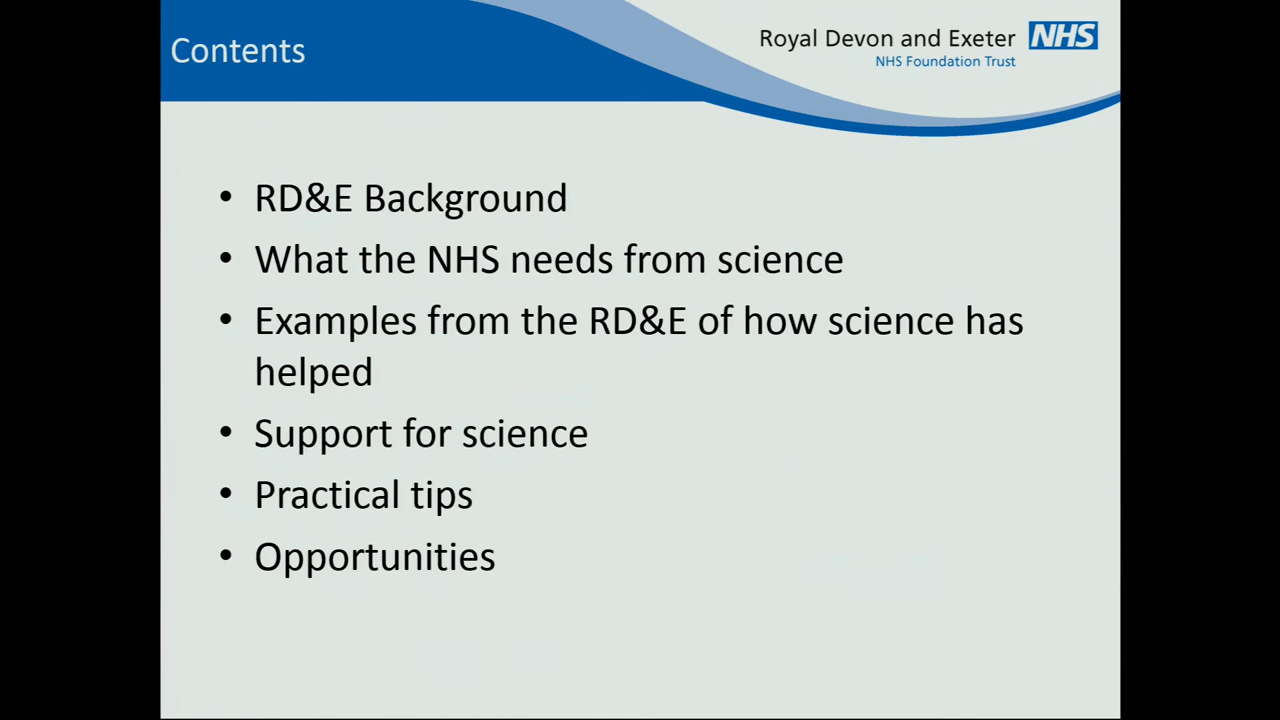 Contents
Royal Devon and Exeter NHS
NHS Foundation Trust
• RD&E Background
• What the NHS needs from science
• Examples from the RD&E of how science has
helped
• Support for science
• Practical tips
• Opportunities